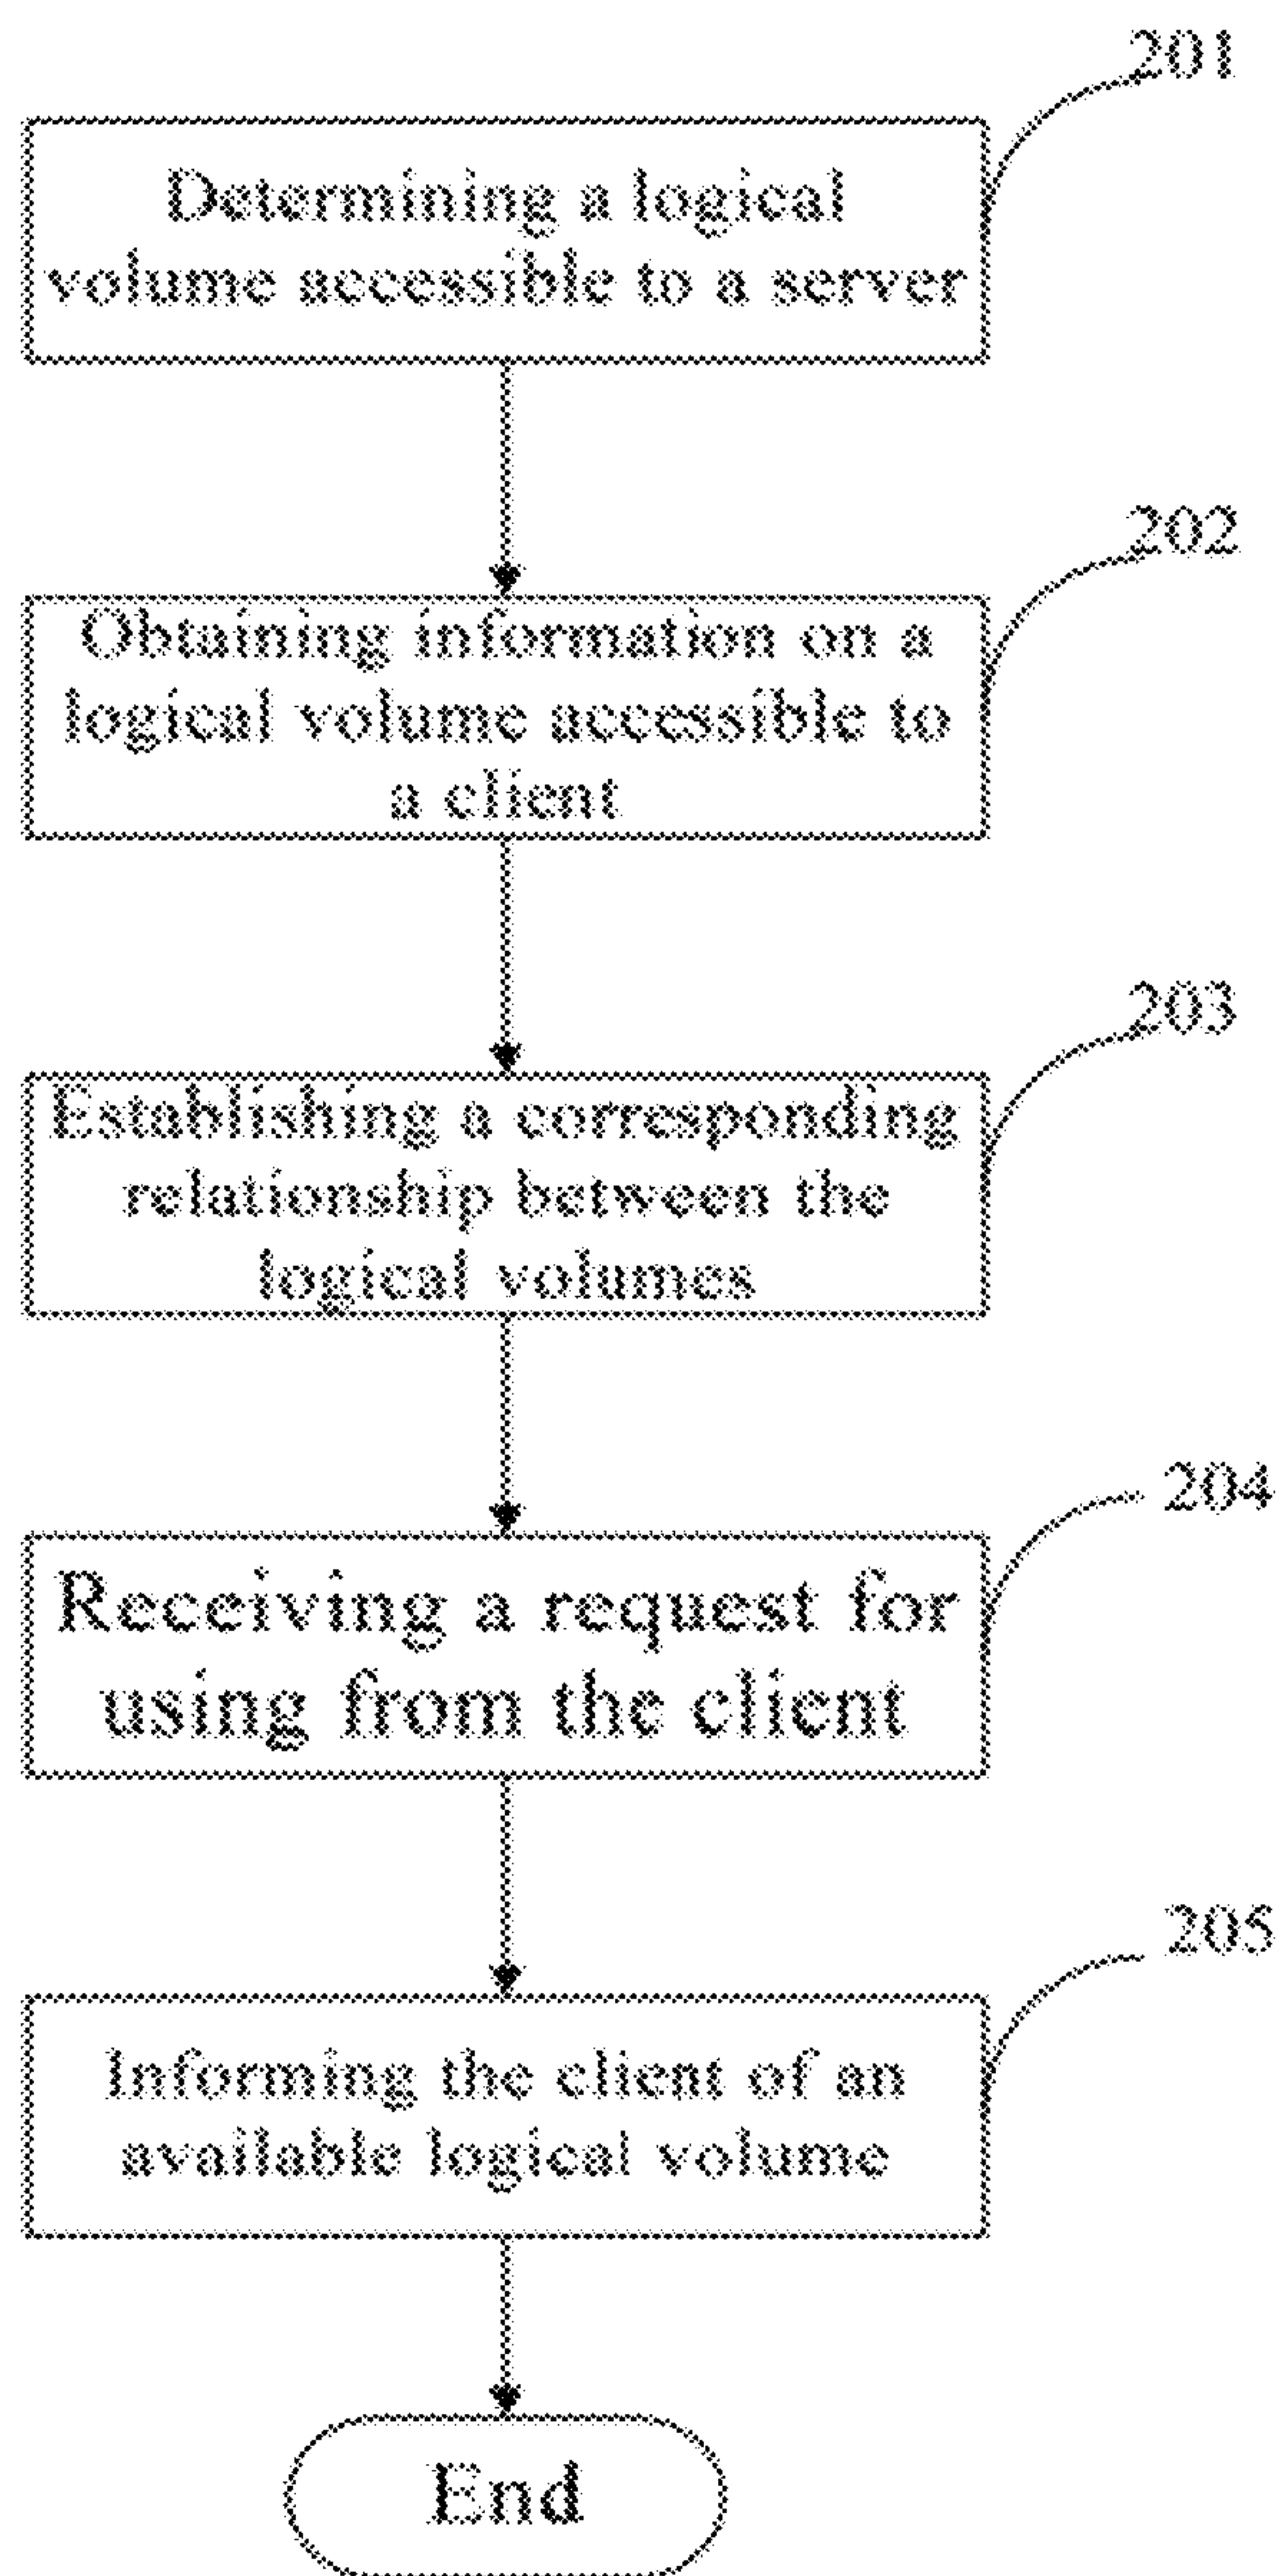 201
Determining a logical
volume accessible to a server
202
Obtaining information on a
logical volume accessible to
a client
203
Establishing a corresponding
relationship between the
logical volumes
204
Receiving a request for
using from the client
205
Informing the client of an
available logical volume
End